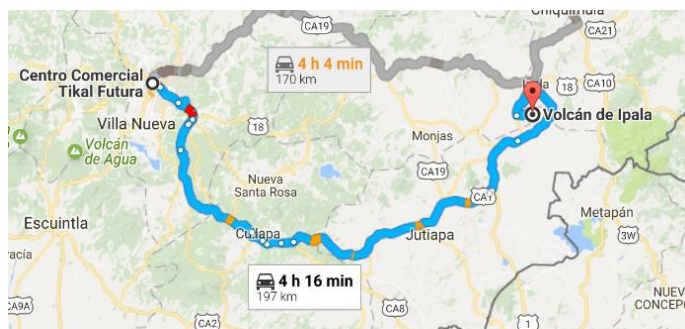 CA19
Chiquimula
CA21
4 h 4 min
170 km
Centro Comercial
Tikal Futura
CA10
18
Volcán de Ipala
Villa Nueva
18
Monjas
Volcán
de Agua
CA19
Nueva
Santa Rosa
CA1
Metapán
Escuintla
Cuilapa
Jutiapa
3W
4 h 16 min
197 km
CA9A
CA2
CA8
1
NUEV
CONCEPCI